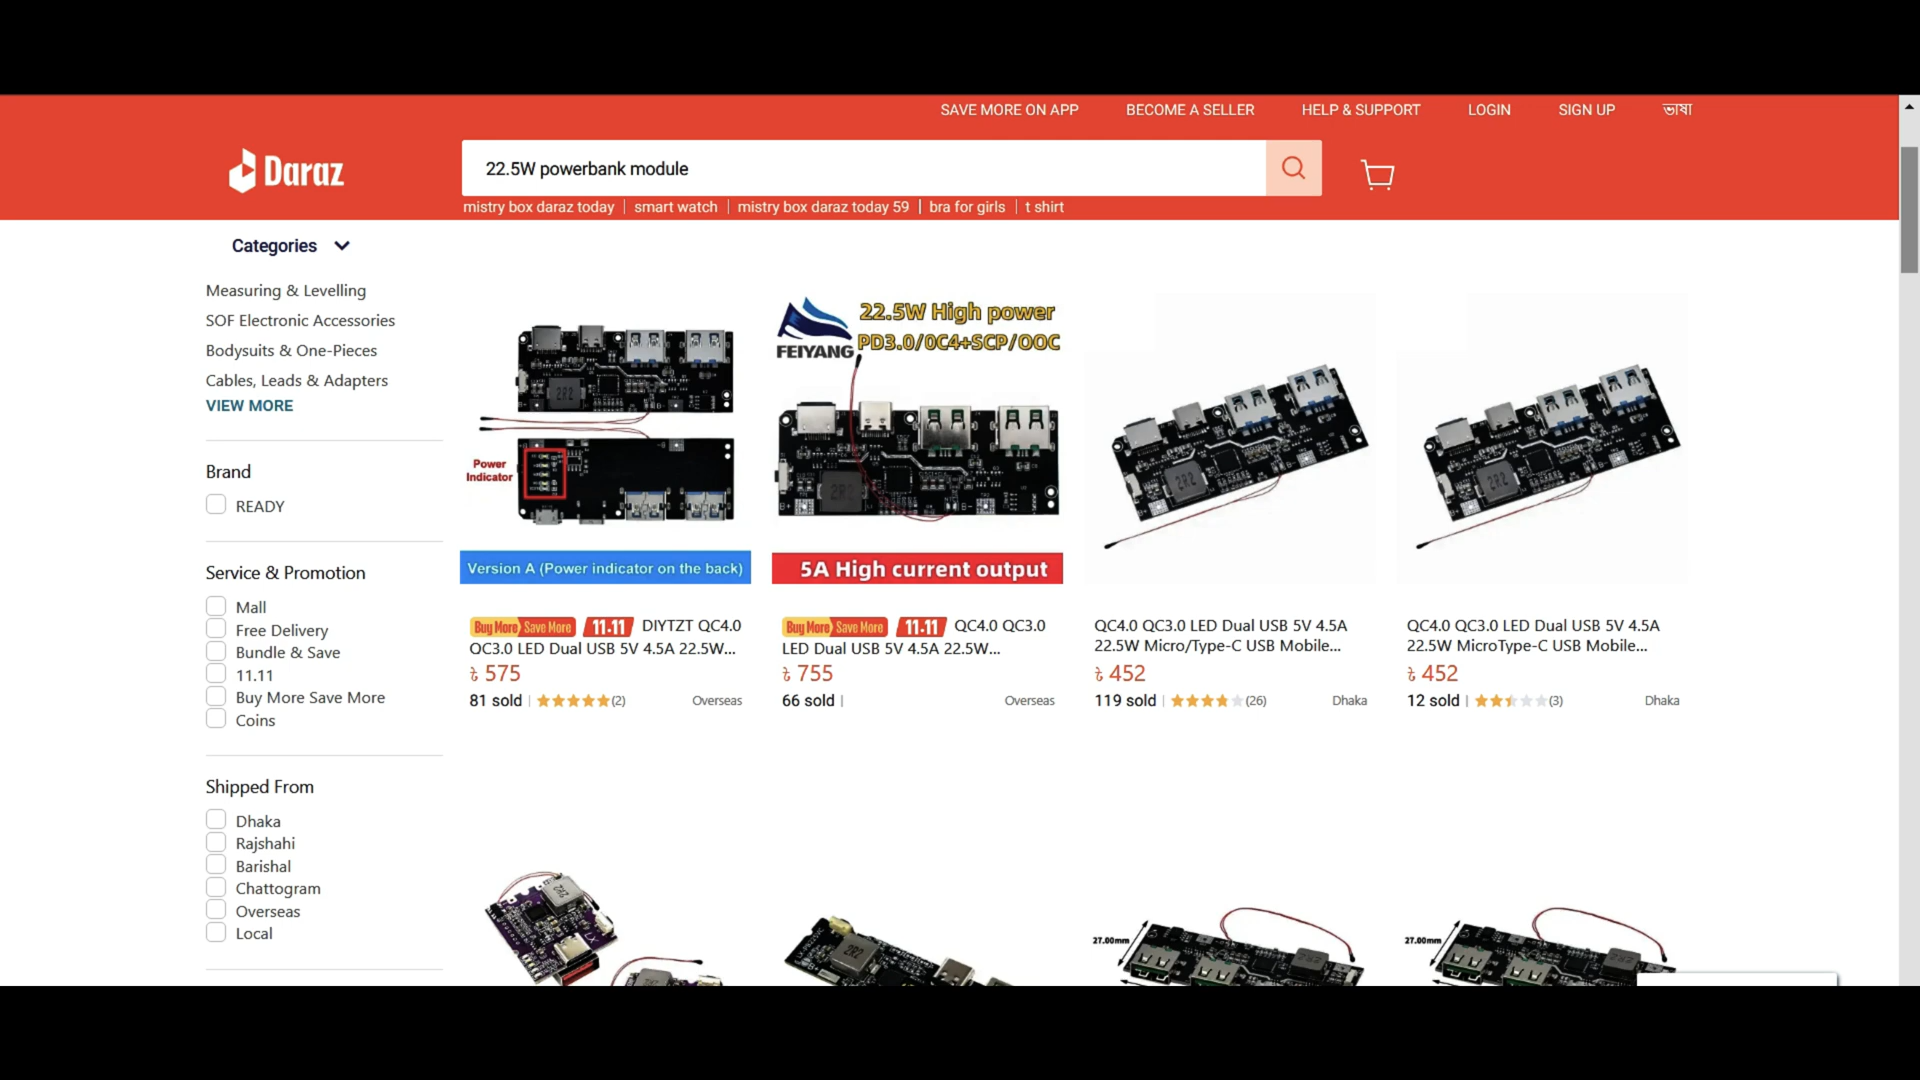 SAVE MORE ON APP BECOME A SELLER HELP & SUPPORT LOGIN SIGN UP ভাষা
Daraz
22.5W powerbank module
mistry box daraz today | smart watch | mistry box daraz today 59 | bra for girls | t shirt
Categories
Measuring & Levelling
SOF Electronic Accessories
Bodysuits & One-Pieces
Cables, Leads & Adapters
VIEW MORE
Brand
READY
Service & Promotion
Mall
Free Delivery
Bundle & Save
11.11
Buy More Save More
Coins
Shipped From
Dhaka
Rajshahi
Barishal
Chattogram
Overseas
Local
2R2
Power
Indicator
Version A (Power indicator on the back)
Buy More Save More 11.11 DIYTZT QC4.0
QC3.0 LED Dual USB 5V 4.5A 22.5W...
৳ 575
81 sold | (2) Overseas
22.5W High power
PD3.0/0C4+SCP/OOC
FEIYANG
2R2
B+ B-
5A High current output
Buy More Save More 11.11 QC4.0 QC3.0
LED Dual USB 5V 4.5A 22.5W...
৳ 755
66 sold | Overseas
2R2
QC4.0 QC3.0 LED Dual USB 5V 4.5A
22.5W Micro/Type-C USB Mobile...
৳ 452
119 sold | (26) Dhaka
2R2
QC4.0 QC3.0 LED Dual USB 5V 4.5A
22.5W MicroType-C USB Mobile...
৳ 452
12 sold | (3) Dhaka
2R2
2R2
27.00mm
27.00mm